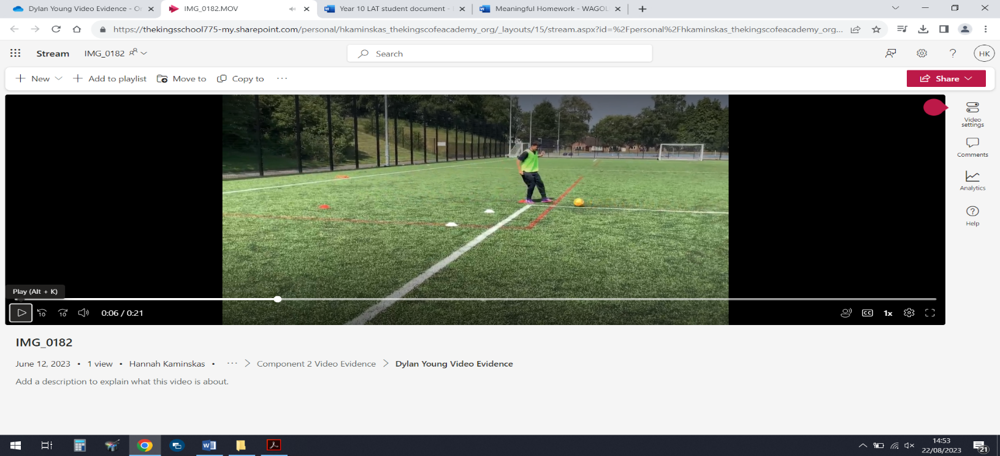 Dylan Young Video Evidence - Or
IMG_0182.MOV
Year 10 LAT student document -
Meaningful Homework - WAGOL
https://thekingsschool775-my.sharepoint.com/personal/hkaminskas_thekingscofeacademy_org/_layouts/15/stream.aspx?id=%2Fpersonal%2Fhkaminskas_thekingscofeacademy_org...
Stream
IMG_0182
Search
?
HK
New
Add to playlist
Move to
Copy to
...
Share
Video
settings
Comments
Analytics
Help
Play (Alt + K)
10
10
0:06 / 0:21
CC
1x
IMG_0182
June 12, 2023 • 1 view • Hannah Kaminskas • ... > Component 2 Video Evidence > Dylan Young Video Evidence
Add a description to explain what this video is about.
14:53
22/08/2023
21